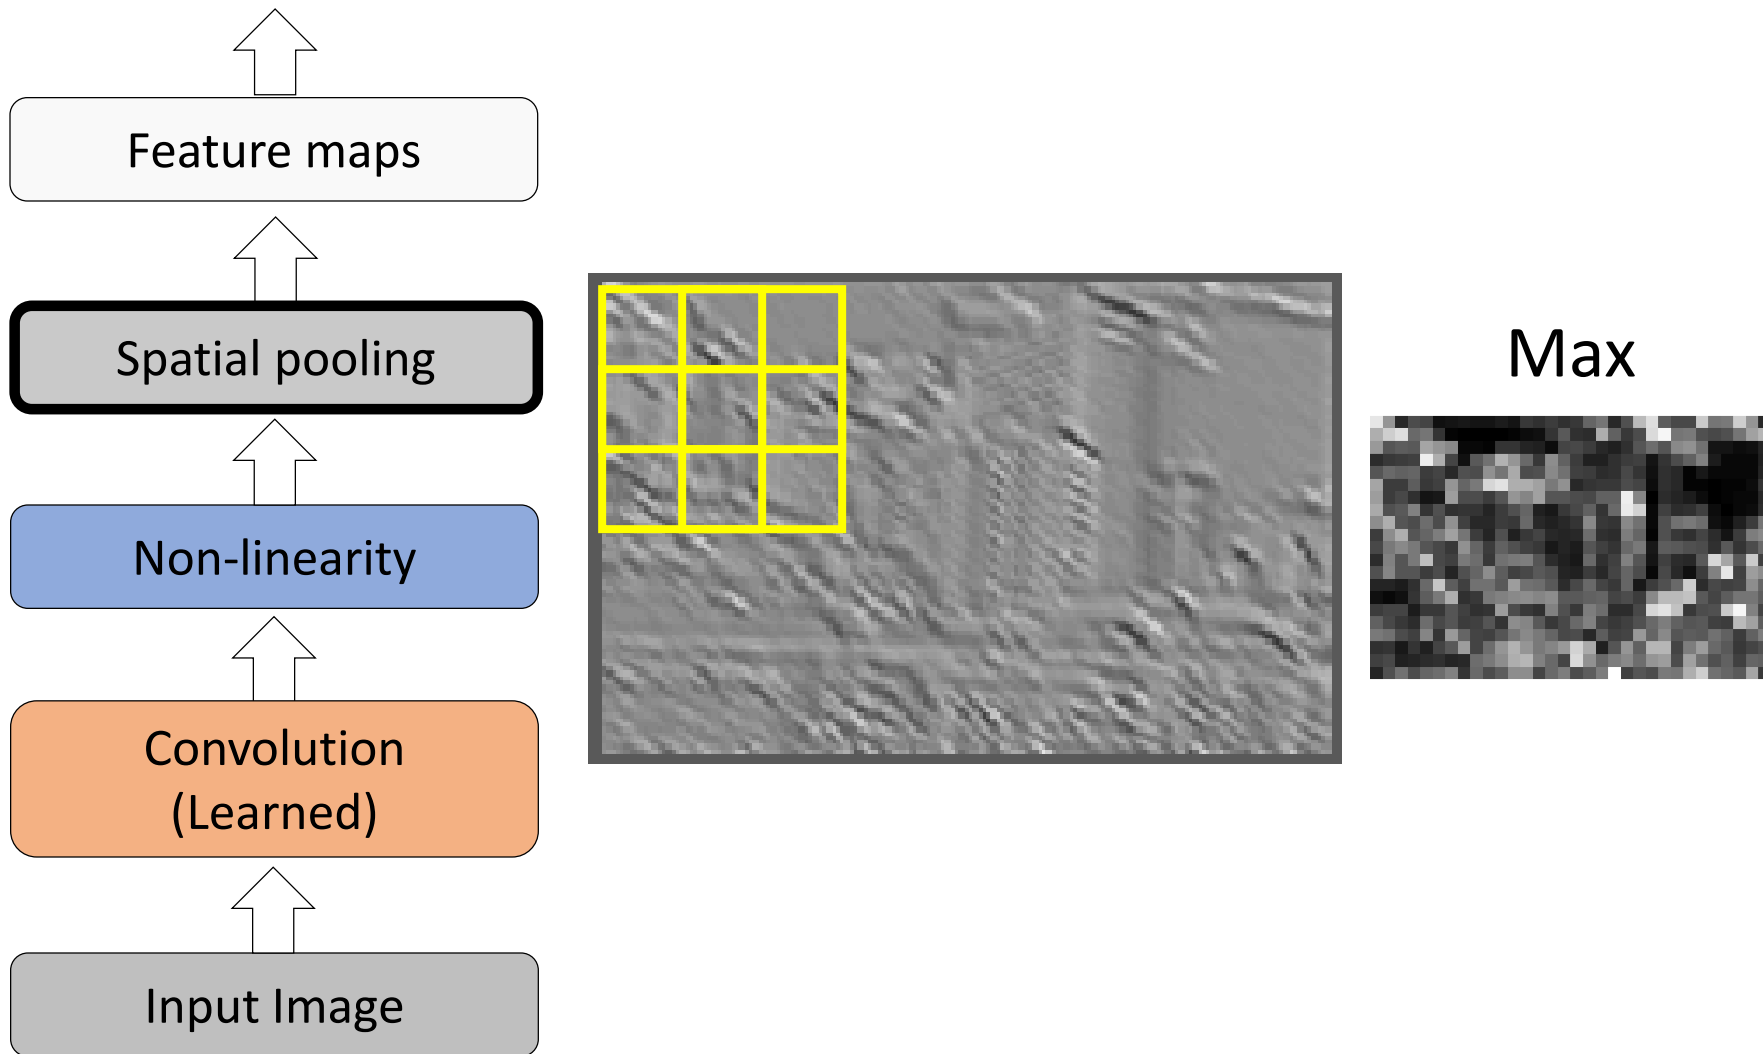 Feature maps
Spatial pooling
Non-linearity
Convolution
(Learned)
Input Image
Max